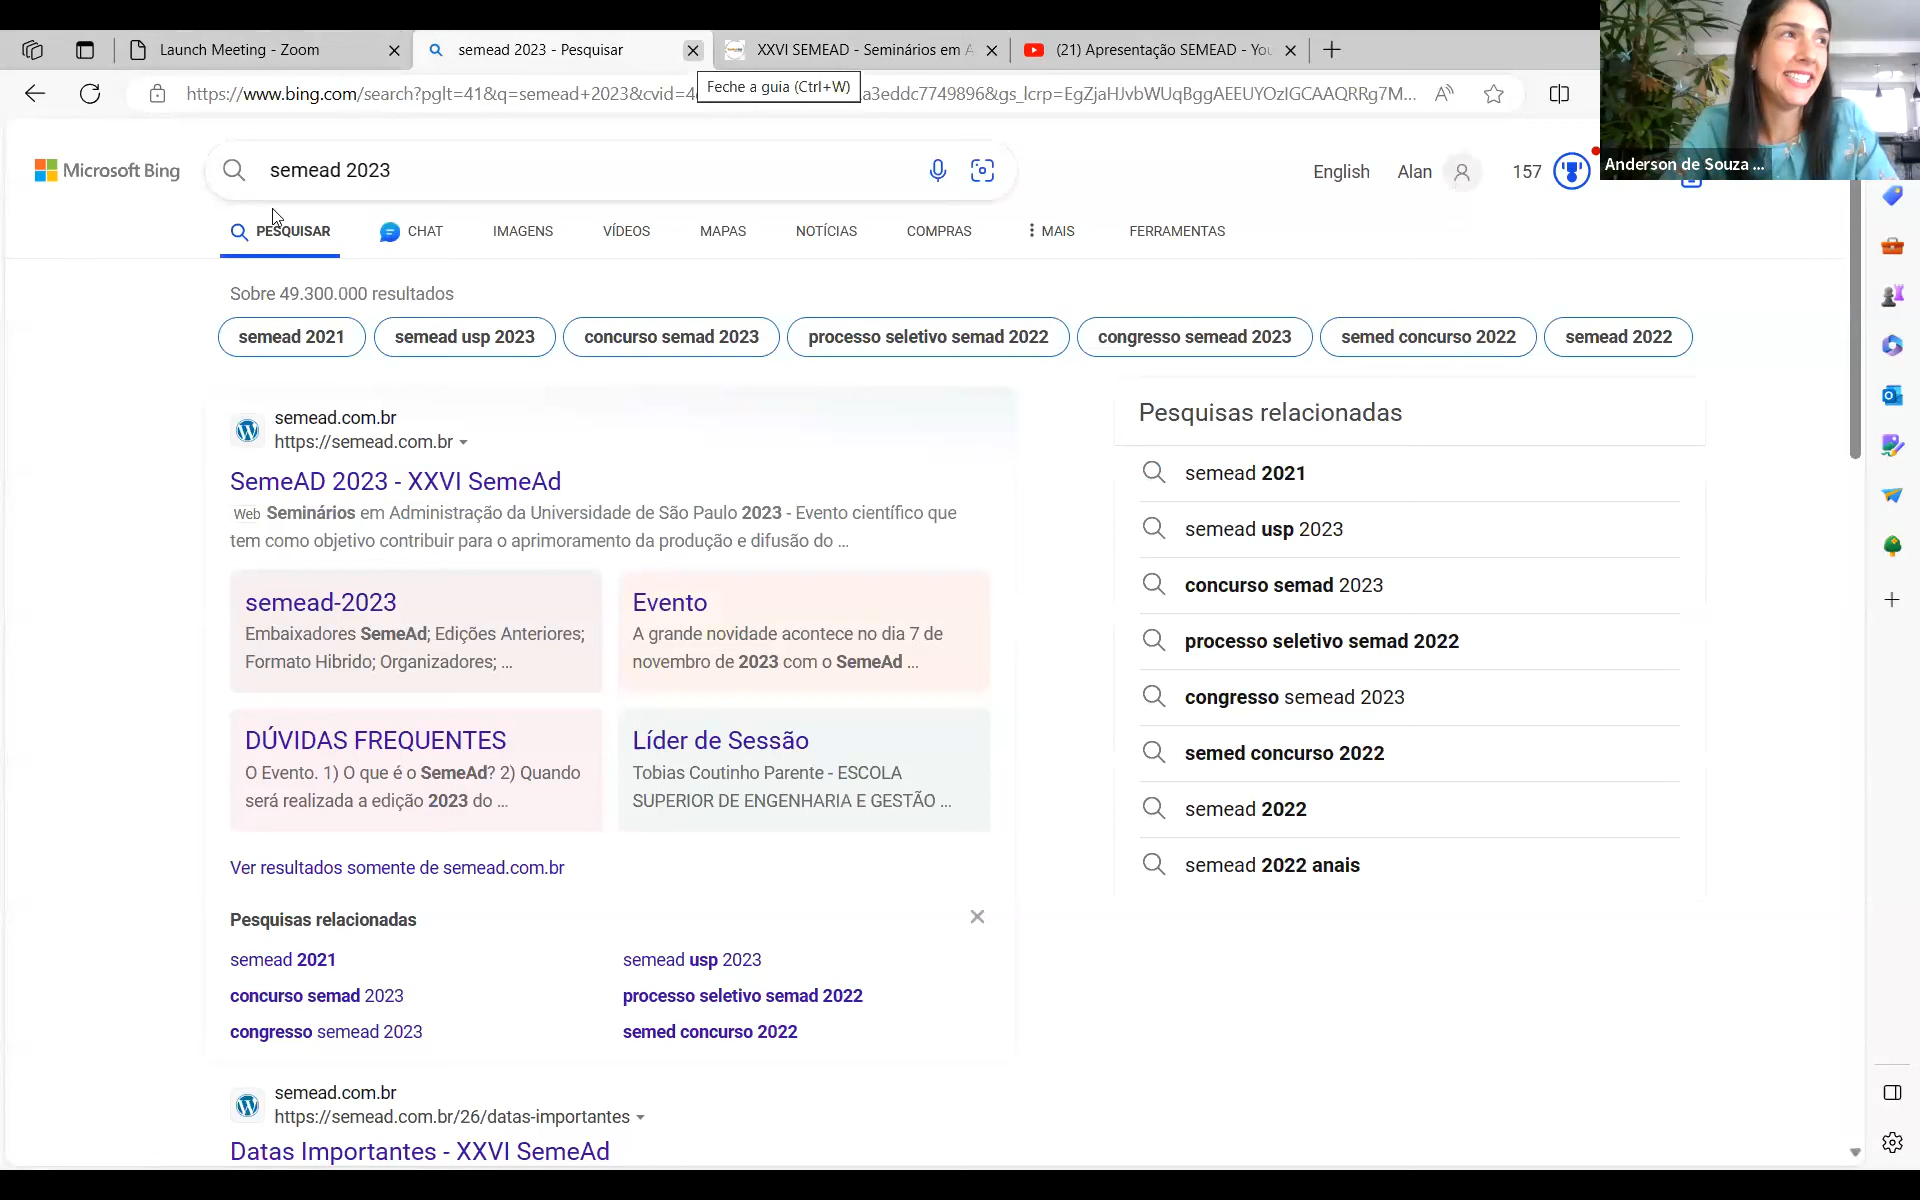 Launch Meeting - Zoom
semead 2023 - Pesquisar
XXVI SEMEAD - Seminários em A
(21) Apresentação SEMEAD - You
Feche a guia (Ctrl+W)
https://www.bing.com/search?pglt=41&q=semead+2023&cvid=4 a3eddc7749896&gs_lcrp=EgZjaHJvbWUqBggAEEUYOzIGCAAQRRg7M...
Anderson de Souza ...
Microsoft Bing
semead 2023
English
Alan
157
PESQUISAR
CHAT
IMAGENS
VÍDEOS
MAPAS
NOTÍCIAS
COMPRAS
MAIS
FERRAMENTAS
Sobre 49.300.000 resultados
semead 2021
semead usp 2023
concurso semad 2023
processo seletivo semad 2022
congresso semead 2023
semed concurso 2022
semead 2022
semead.com.br
https://semead.com.br
SemeAD 2023 - XXVI SemeAd
Web Seminários em Administração da Universidade de São Paulo 2023 - Evento científico que
tem como objetivo contribuir para o aprimoramento da produção e difusão do ...
semead-2023
Embaixadores SemeAd; Edições Anteriores;
Formato Hibrido; Organizadores; ...
Evento
A grande novidade acontece no dia 7 de
novembro de 2023 com o SemeAd ...
DÚVIDAS FREQUENTES
O Evento. 1) O que é o SemeAd? 2) Quando
será realizada a edição 2023 do ...
Líder de Sessão
Tobias Coutinho Parente - ESCOLA
SUPERIOR DE ENGENHARIA E GESTÃO ...
Ver resultados somente de semead.com.br
Pesquisas relacionadas
semead 2021
semead usp 2023
concurso semad 2023
processo seletivo semad 2022
congresso semead 2023
semed concurso 2022
semead.com.br
https://semead.com.br/26/datas-importantes
Datas Importantes - XXVI SemeAd
Pesquisas relacionadas
semead 2021
semead usp 2023
concurso semad 2023
processo seletivo semad 2022
congresso semead 2023
semed concurso 2022
semead 2022
semead 2022 anais